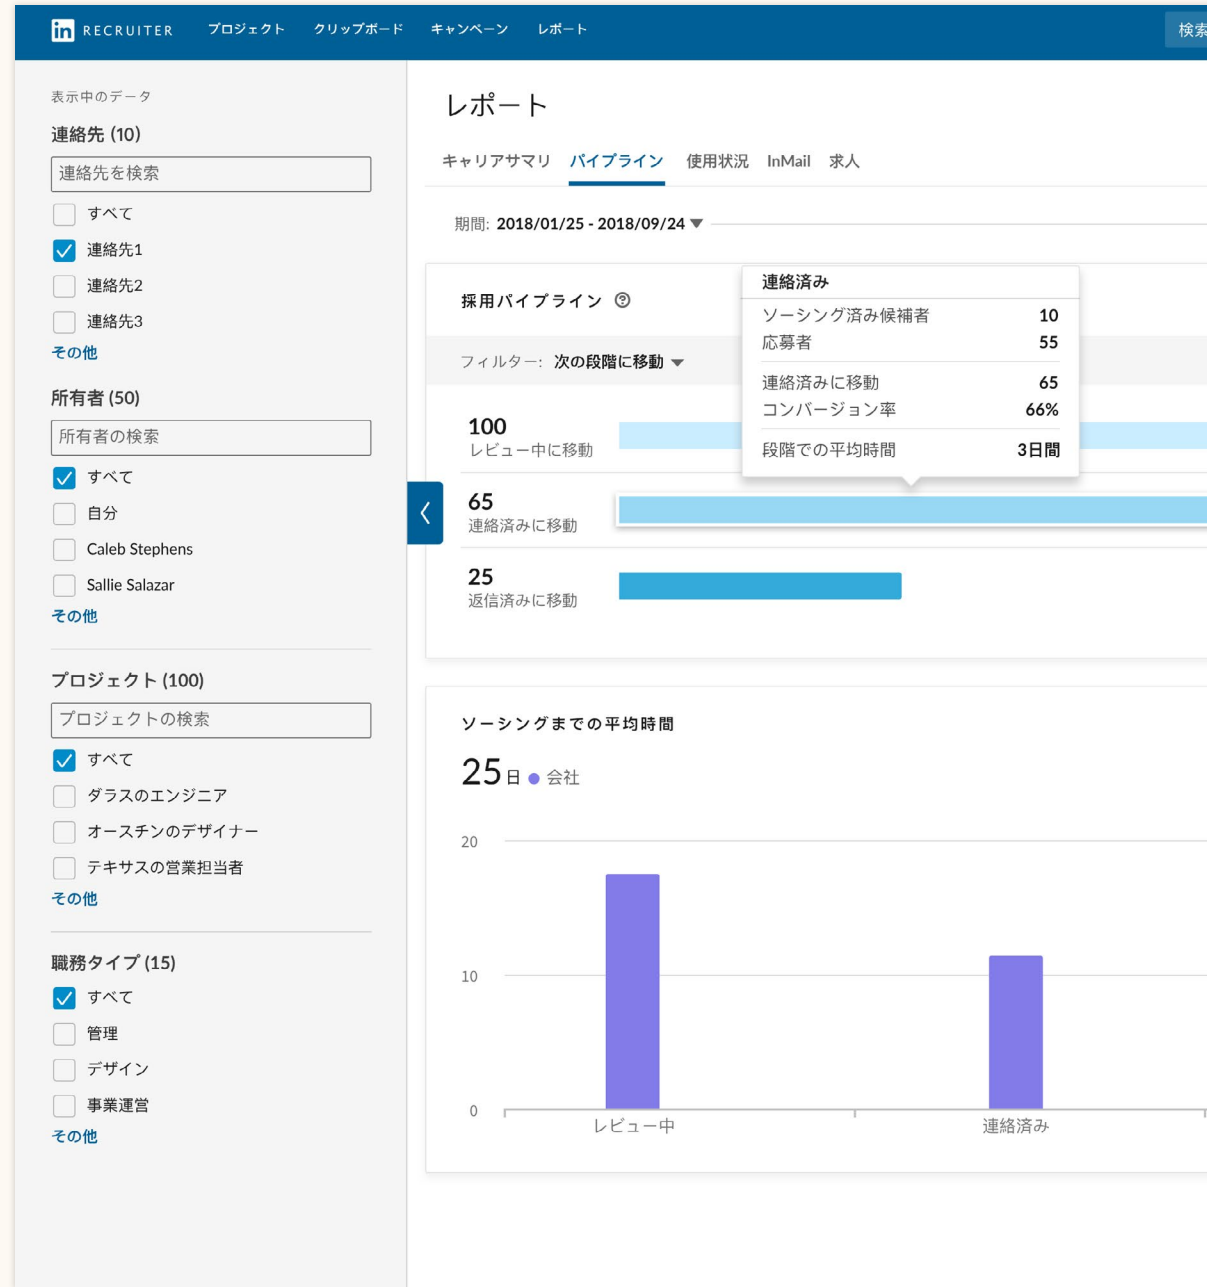 in RECRUITER プロジェクト クリップボード キャンペーン レポート 検索
表示中のデータ
連絡先 (10)
連絡先を検索
すべて
連絡先1
連絡先2
連絡先3
その他
所有者 (50)
所有者の検索
すべて
自分
Caleb Stephens
Sallie Salazar
その他
プロジェクト (100)
プロジェクトの検索
すべて
ダラスのエンジニア
オースチンのデザイナー
テキサスの営業担当者
その他
職務タイプ (15)
すべて
管理
デザイン
事業運営
その他
レポート
キャリアサマリ パイプライン 使用状況 InMail 求人
期間: 2018/01/25 - 2018/09/24
採用パイプライン ?
フィルター: 次の段階に移動
連絡済み
ソーシング済み候補者 10
応募者 55
連絡済みに移動 65
コンバージョン率 66%
段階での平均時間 3日間
100
レビュー中に移動
65
連絡済みに移動
25
返信済みに移動
ソーシングまでの平均時間
25日 会社
20
10
0
レビュー中 連絡済み